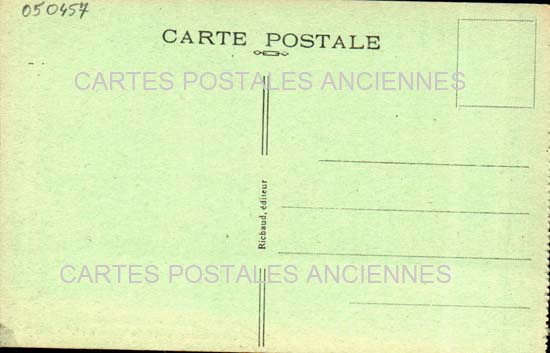 050457
CARTE POSTALE
CARTES POSTALES ANCIENNES
Richaud, éditeur
CARTES POSTALES ANCIENNES